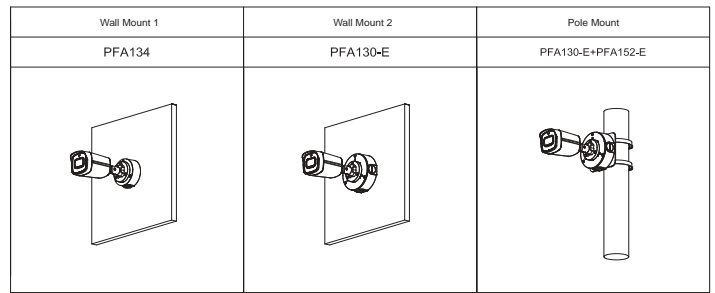 Wall Mount 1
Wall Mount 2
Pole Mount
PFA134
PFA130-E
PFA130-E+PFA152-E